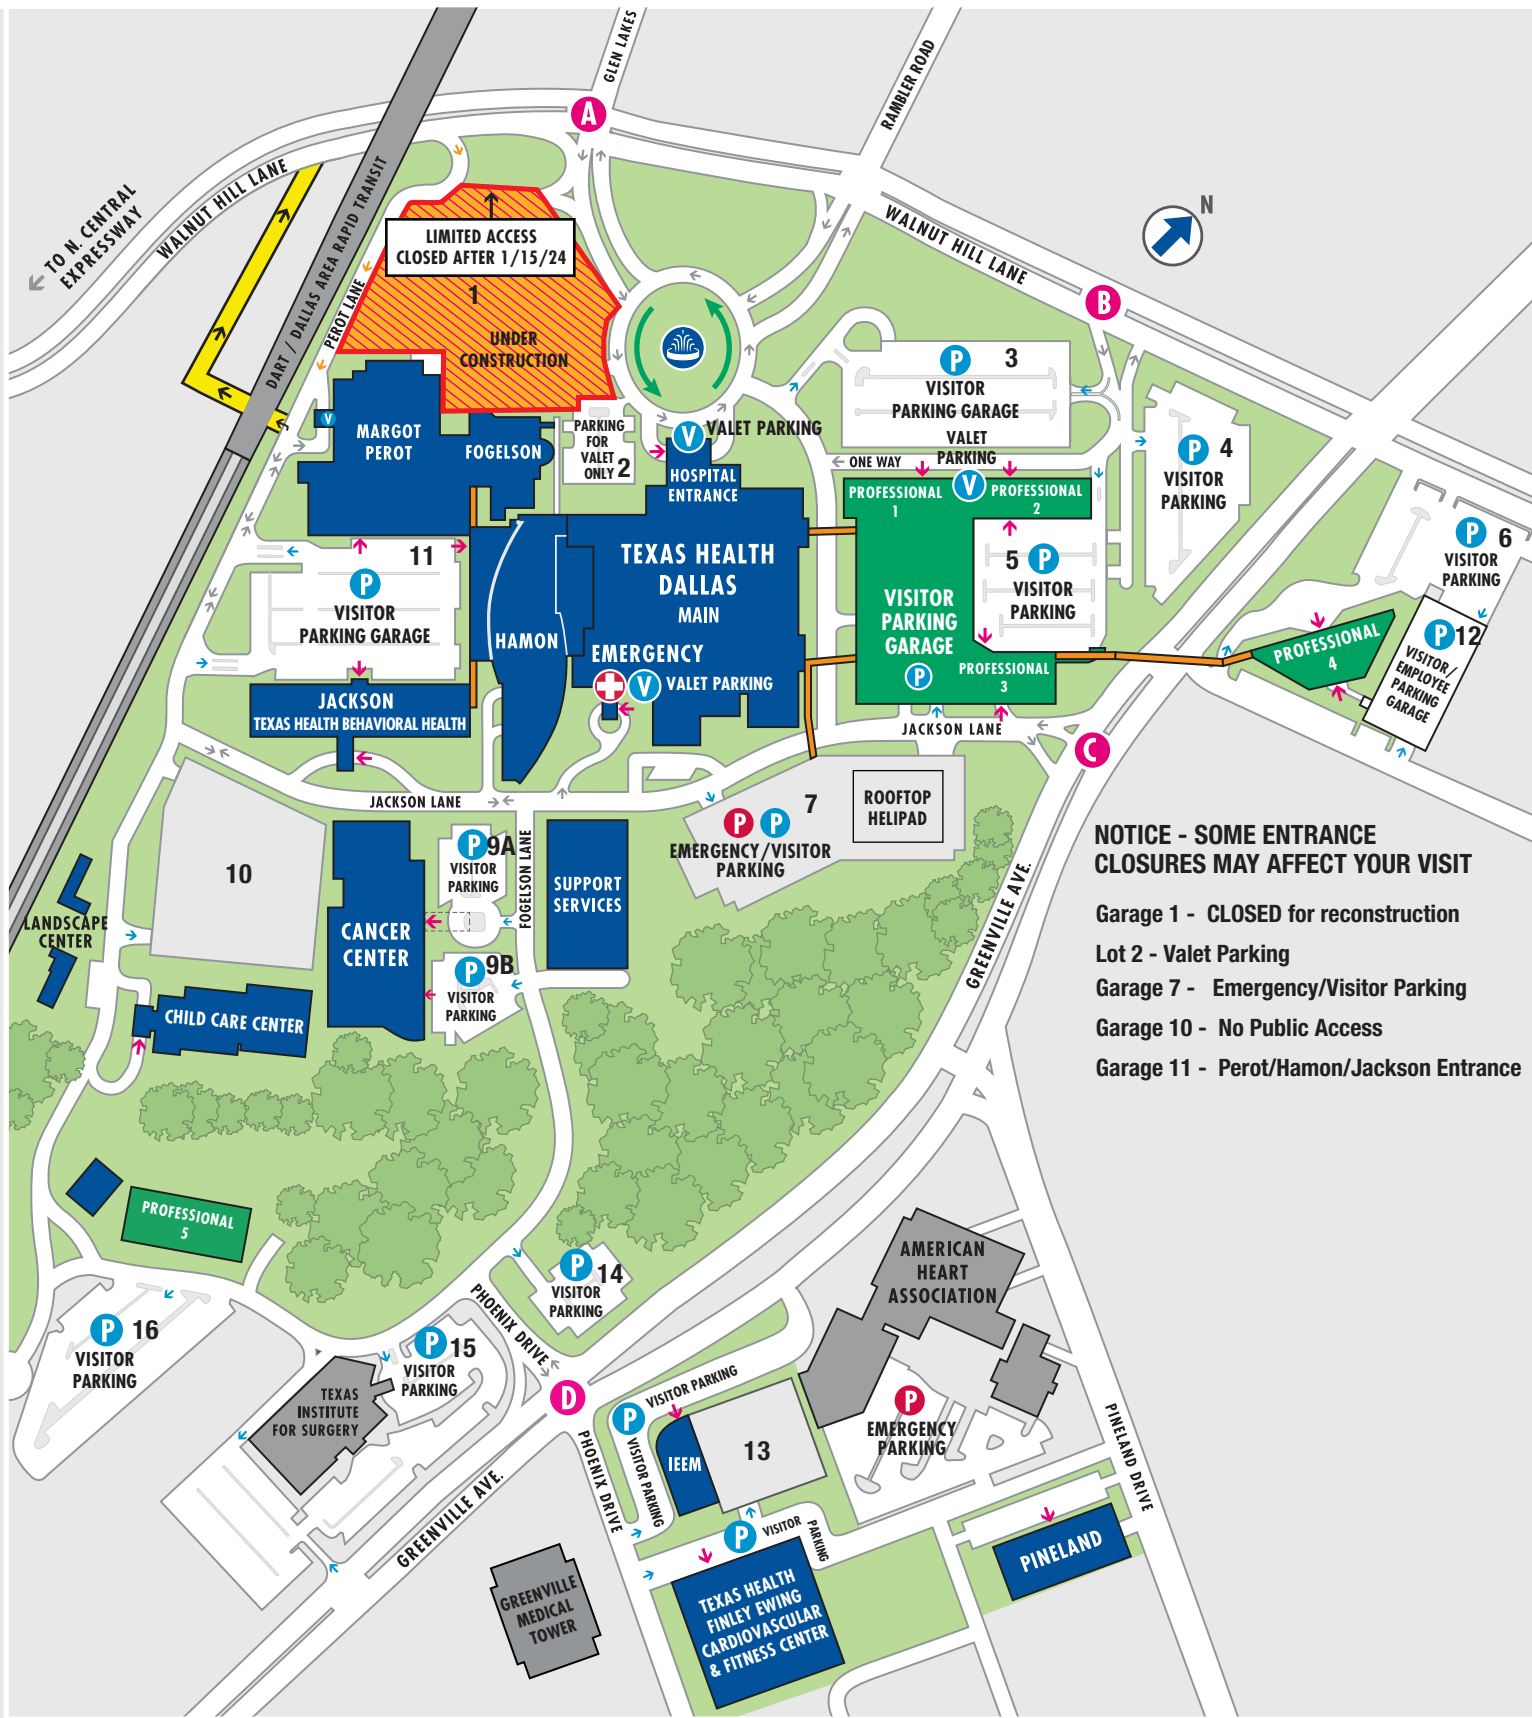 GLEN LAKES
RAMBLER ROAD
A
N
TO N. CENTRAL
EXPRESSWAY
WALNUT HILL LANE
DART / DALLAS AREA RAPID TRANSIT
PEROT LANE
LIMITED ACCESS
CLOSED AFTER 1/15/24
1
UNDER
CONSTRUCTION
WALNUT HILL LANE
B
P 3
VISITOR
PARKING GARAGE
VALET
PARKING
ONE WAY
V
MARGOT
PEROT
FOGELSON
PARKING
FOR
VALET
ONLY 2
V VALET PARKING
HOSPITAL
ENTRANCE
PROFESSIONAL
1
V
PROFESSIONAL
2
P 4
VISITOR
PARKING
P 6
VISITOR
PARKING
11
P
VISITOR
PARKING GARAGE
HAMON
TEXAS HEALTH
DALLAS
MAIN
EMERGENCY
V VALET PARKING
VISITOR
PARKING
GARAGE
P
5 P
VISITOR
PARKING
PROFESSIONAL
3
PROFESSIONAL
4
P 12
VISITOR/
EMPLOYEE
PARKING
GARAGE
JACKSON
TEXAS HEALTH BEHAVIORAL HEALTH
JACKSON LANE
C
JACKSON LANE
7
P P
EMERGENCY/VISITOR
PARKING
ROOFTOP
HELIPAD
10
LANDSCAPE
CENTER
CANCER
CENTER
P 9A
VISITOR
PARKING
FOGELSON LANE
SUPPORT
SERVICES
P 9B
VISITOR
PARKING
GREENVILLE AVE.
NOTICE - SOME ENTRANCE
CLOSURES MAY AFFECT YOUR VISIT
Garage 1 - CLOSED for reconstruction
Lot 2 - Valet Parking
Garage 7 - Emergency/Visitor Parking
Garage 10 - No Public Access
Garage 11 - Perot/Hamon/Jackson Entrance
CHILD CARE CENTER
PROFESSIONAL
5
P 14
VISITOR
PARKING
PHOENIX DRIVE
P 16
VISITOR
PARKING
P 15
VISITOR
PARKING
TEXAS
INSTITUTE
FOR SURGERY
D
AMERICAN
HEART
ASSOCIATION
VISITOR PARKING
P
VISITOR PARKING
IEEM
13
P
EMERGENCY
PARKING
PHOENIX DRIVE
GREENVILLE AVE.
P VISITOR PARKING
PINELAND DRIVE
PINELAND
GREENVILLE
MEDICAL
TOWER
TEXAS HEALTH
FINLEY EWING
CARDIOVASCULAR
& FITNESS CENTER